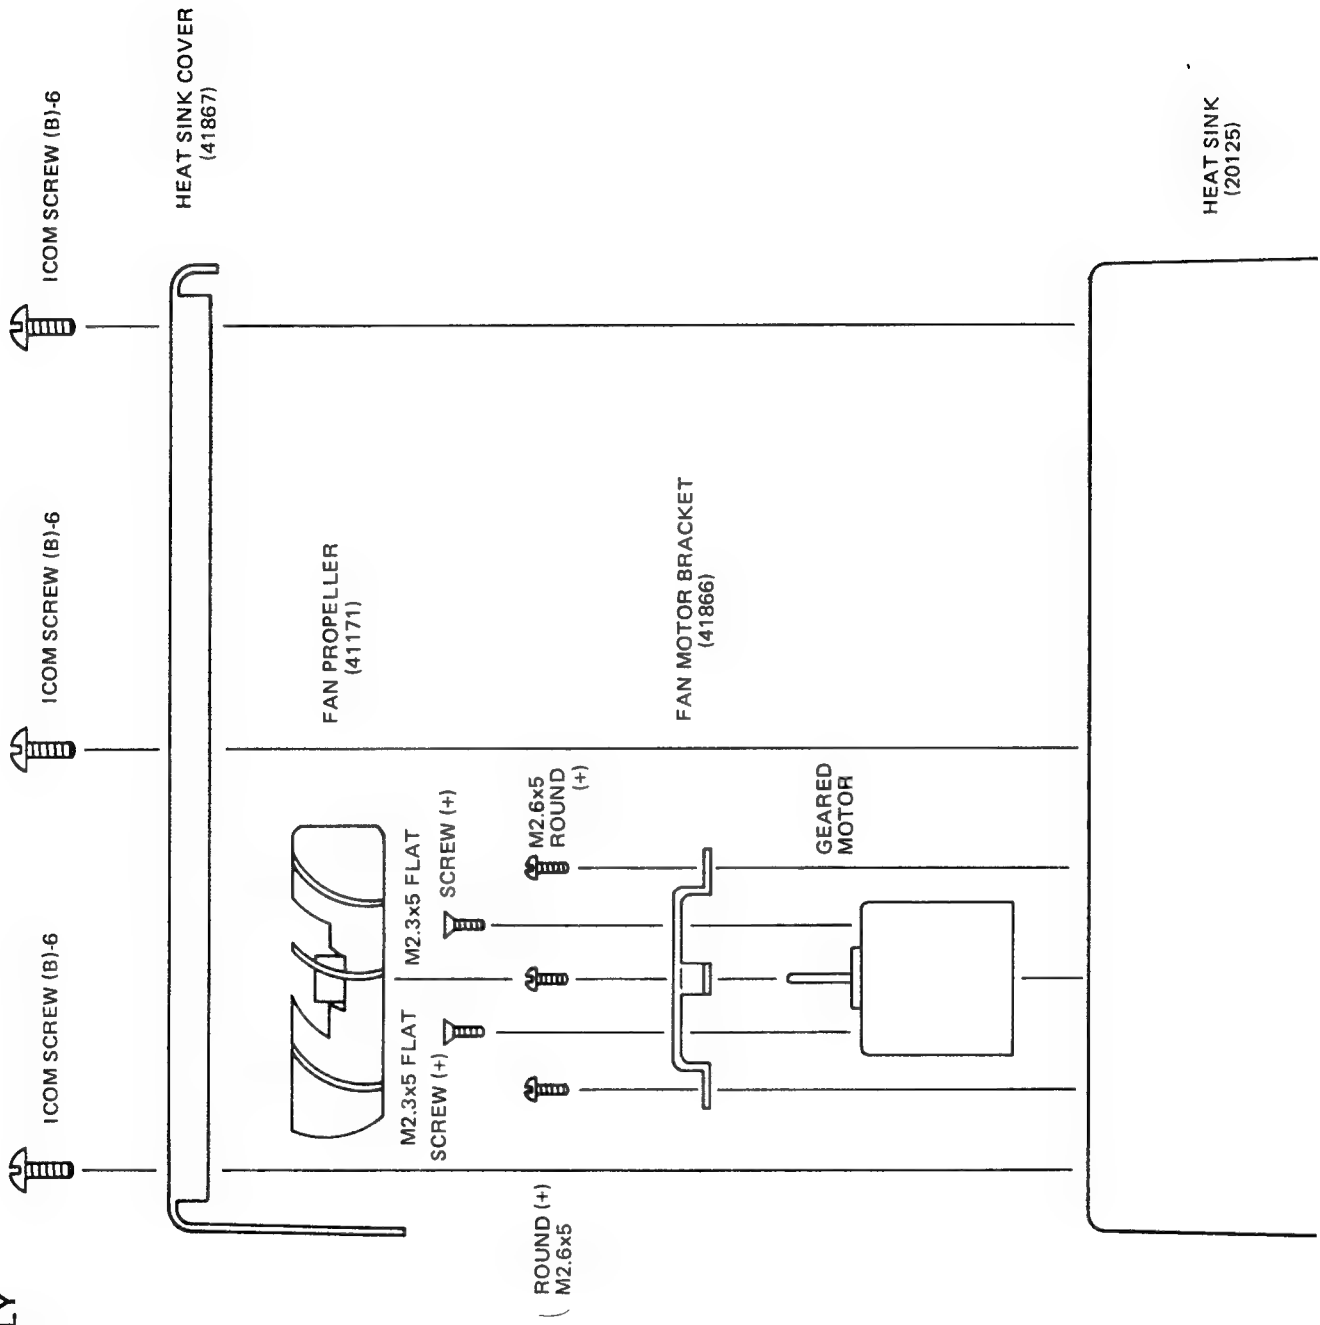 LY
ICOM SCREW (B)-6
ICOM SCREW (B)-6
ICOM SCREW (B)-6
HEAT SINK COVER
(41867)
FAN PROPELLER
(41171)
M2.3x5 FLAT
SCREW (+)
M2.3x5 FLAT
SCREW (+)
ROUND (+)
M2.6x5
M2.6x5
ROUND
(+)
FAN MOTOR BRACKET
(41866)
GEARED
MOTOR
HEAT SINK
(20125)